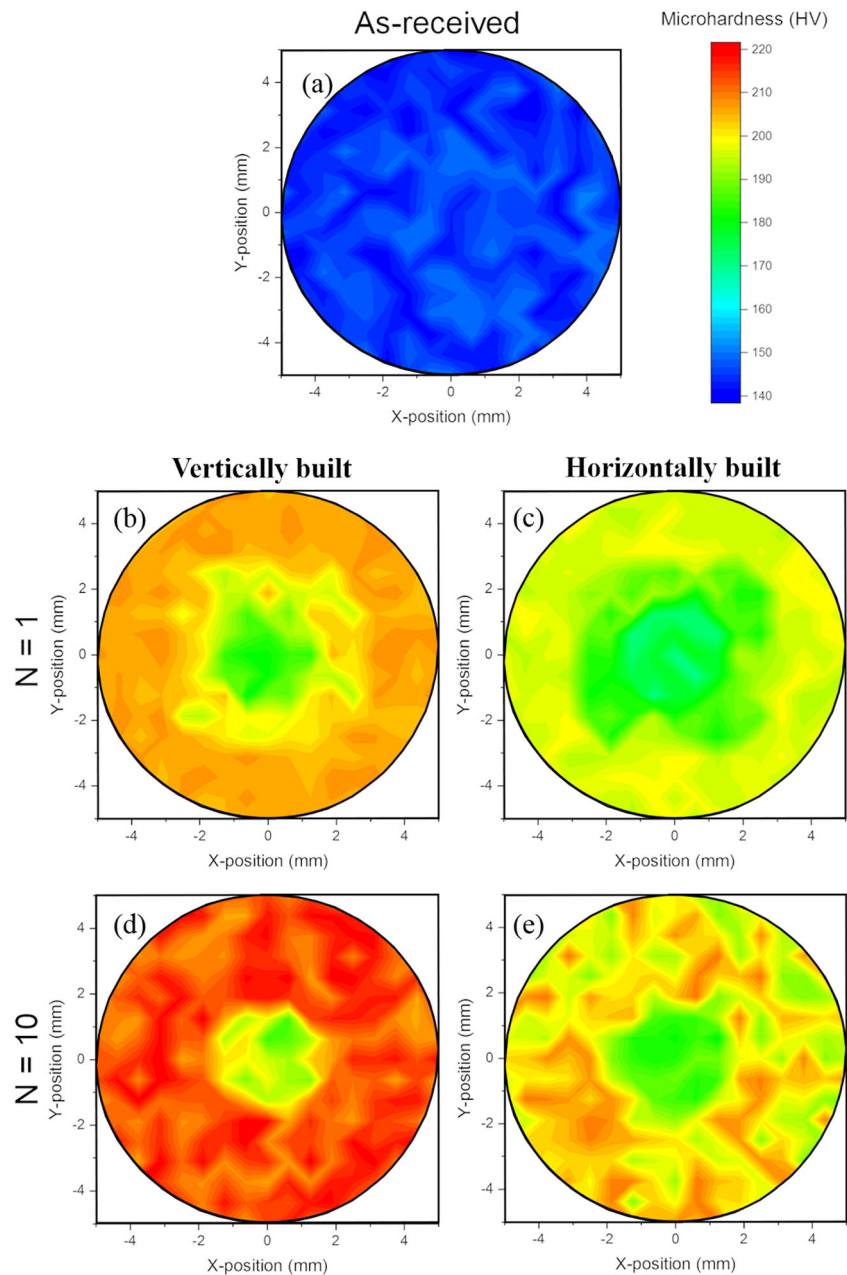 As-received
Microhardness (HV)
(a)
220
210
200
190
180
170
160
150
140
4
2
0
-2
-4
Y-position (mm)
-4 -2 0 2 4
X-position (mm)
Vertically built
Horizontally built
N = 1
(b)
4
2
0
-2
-4
Y-position (mm)
-4 -2 0 2 4
X-position (mm)
(c)
4
2
0
-2
-4
Y-position (mm)
-4 -2 0 2 4
X-position (mm)
N = 10
(d)
4
2
0
-2
-4
Y-position (mm)
-4 -2 0 2 4
X-position (mm)
(e)
4
2
0
-2
-4
Y-position (mm)
-4 -2 0 2 4
X-position (mm)